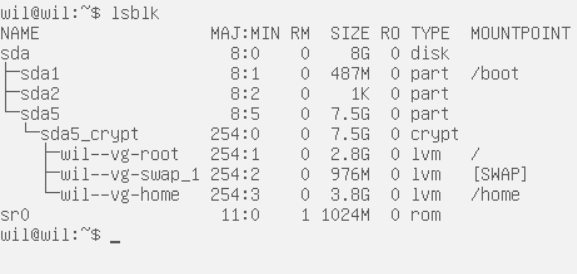 wil@wil:~$ lsblk
NAME                    MAJ:MIN RM   SIZE RO TYPE  MOUNTPOINT
sda                       8:0    0     8G  0 disk
├─sda1                    8:1    0   487M  0 part  /boot
├─sda2                    8:2    0     1K  0 part
└─sda5                    8:5    0   7.5G  0 part
  └─sda5_crypt          254:0    0   7.5G  0 crypt
    ├─wil--vg-root      254:1    0   2.8G  0 lvm   /
    ├─wil--vg-swap_1    254:2    0   976M  0 lvm   [SWAP]
    └─wil--vg-home      254:3    0   3.8G  0 lvm   /home
sr0                      11:0    1  1024M  0 rom
wil@wil:~$ _